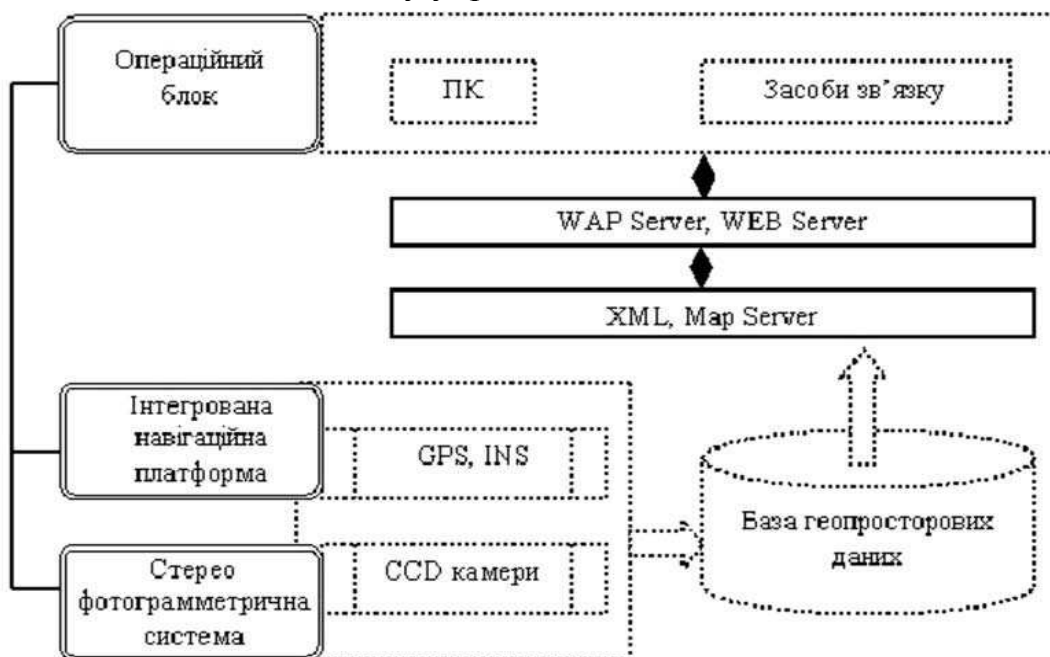 Операційний
блок
ПК
Засоби зв’язку
WAP Server, WEB Server
XML, Map Server
Інтегрована
навігаційна
платформа
GPS, INS
База геопросторових
даних
Стерео
фотограмметрична
система
CCD камери